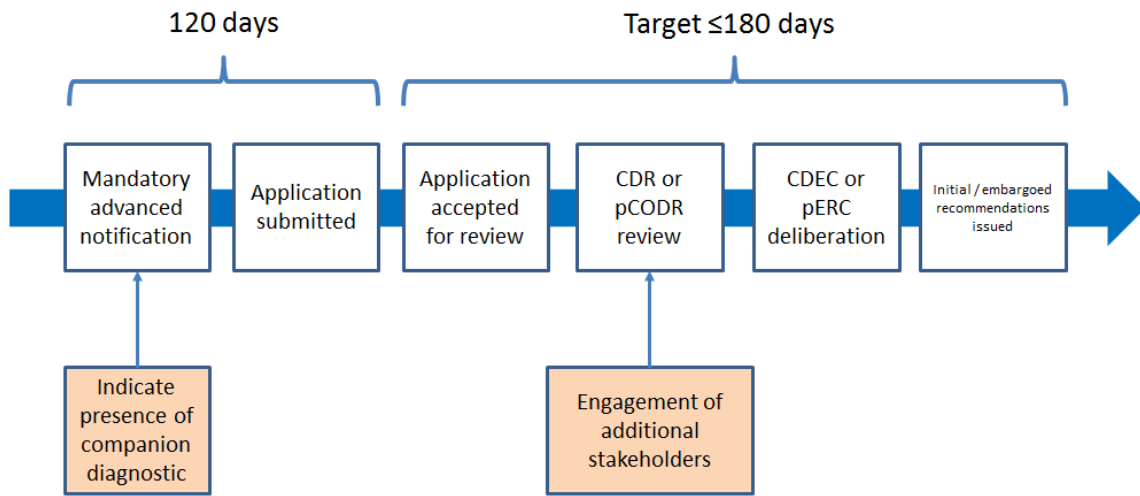 120 days
Target ≤180 days
Mandatory
advanced
notification
Application
submitted
Application
accepted
for review
CDR or
pCODR
review
CDEC or
pERC
deliberation
Initial / embargoed
recommendations
issued
Indicate
presence of
companion
diagnostic
Engagement of
additional
stakeholders